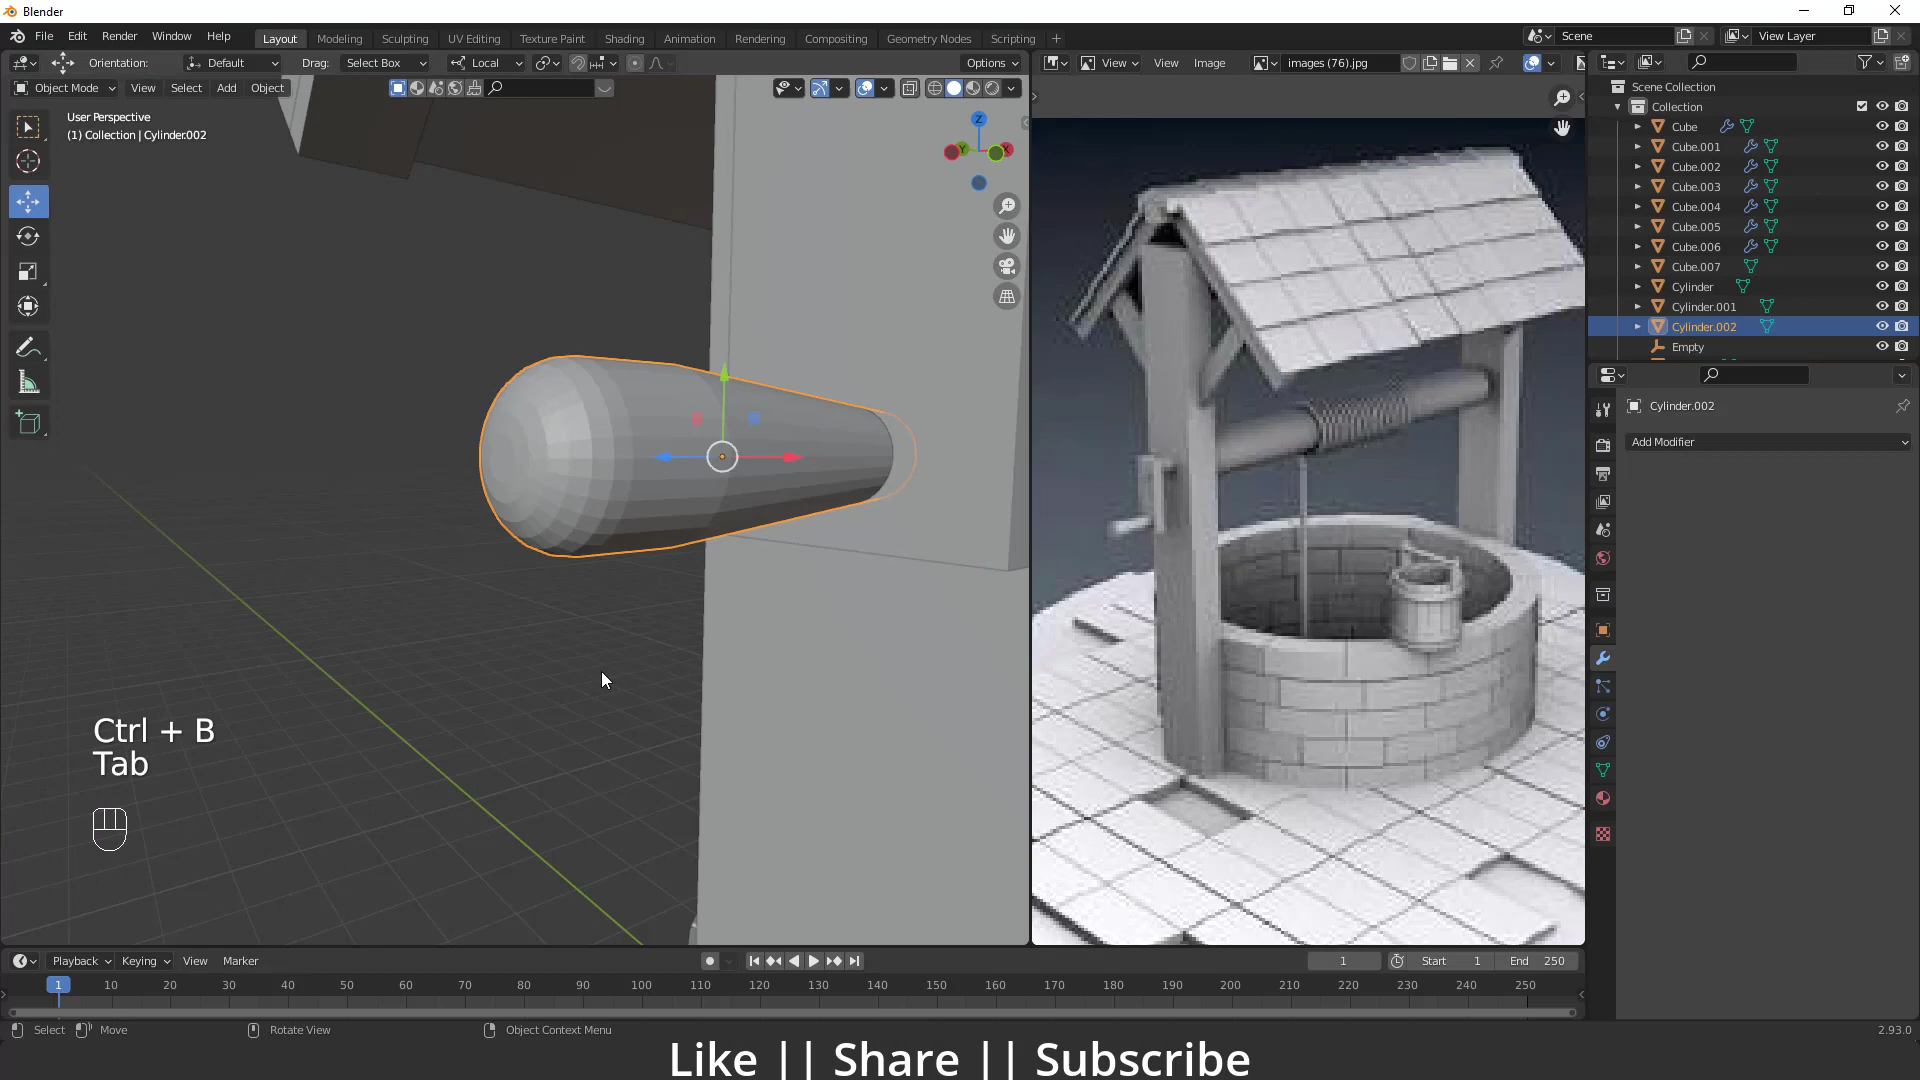 Blender
File Edit Render Window Help
Layout Modeling Sculpting UV Editing Texture Paint Shading Animation Rendering Compositing Geometry Nodes Scripting +
Scene
View Layer
Orientation: Default Drag: Select Box Local Options
View View Image images (76).jpg
Object Mode View Select Add Object
User Perspective
(1) Collection | Cylinder.002
Z
Y
X
Scene Collection
Collection
Cube
Cube.001
Cube.002
Cube.003
Cube.004
Cube.005
Cube.006
Cube.007
Cylinder
Cylinder.001
Cylinder.002
Empty
Cylinder.002
Add Modifier
Ctrl + B
Tab
Playback Keying View Marker
1 Start 1 End 250
1 10 20 30 40 50 60 70 80 90 100 110 120 130 140 150 160 170 180 190 200 210 220 230 240 250
Select Move Rotate View Object Context Menu 2.93.0
Like || Share || Subscribe